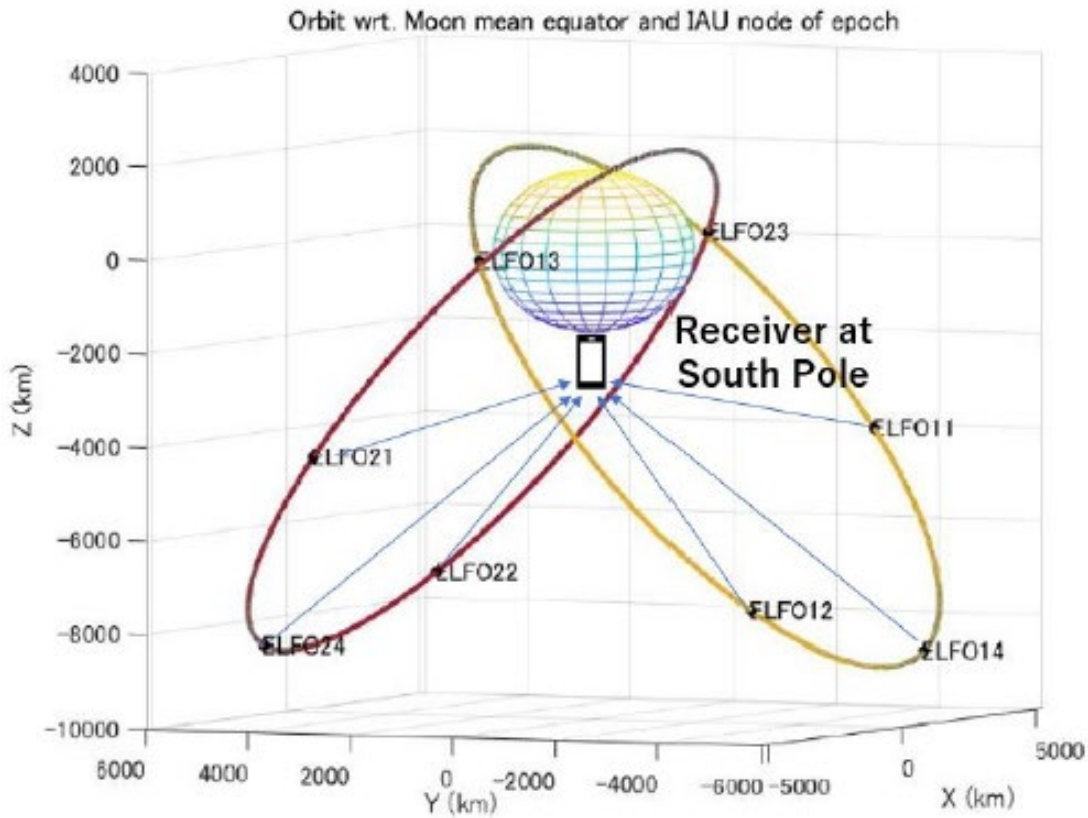 Orbit wrt. Moon mean equator and IAU node of epoch
4000
2000
0
-2000
-4000
-6000
-8000
-10000
Z (km)
ELFO23
ELFO13
Receiver at
South Pole
ELFO11
ELFO21
ELFO22
ELFO12
ELFO24
ELFO14
6000
4000
2000
0
-2000
-4000
-6000
-5000
0
5000
Y (km)
X (km)